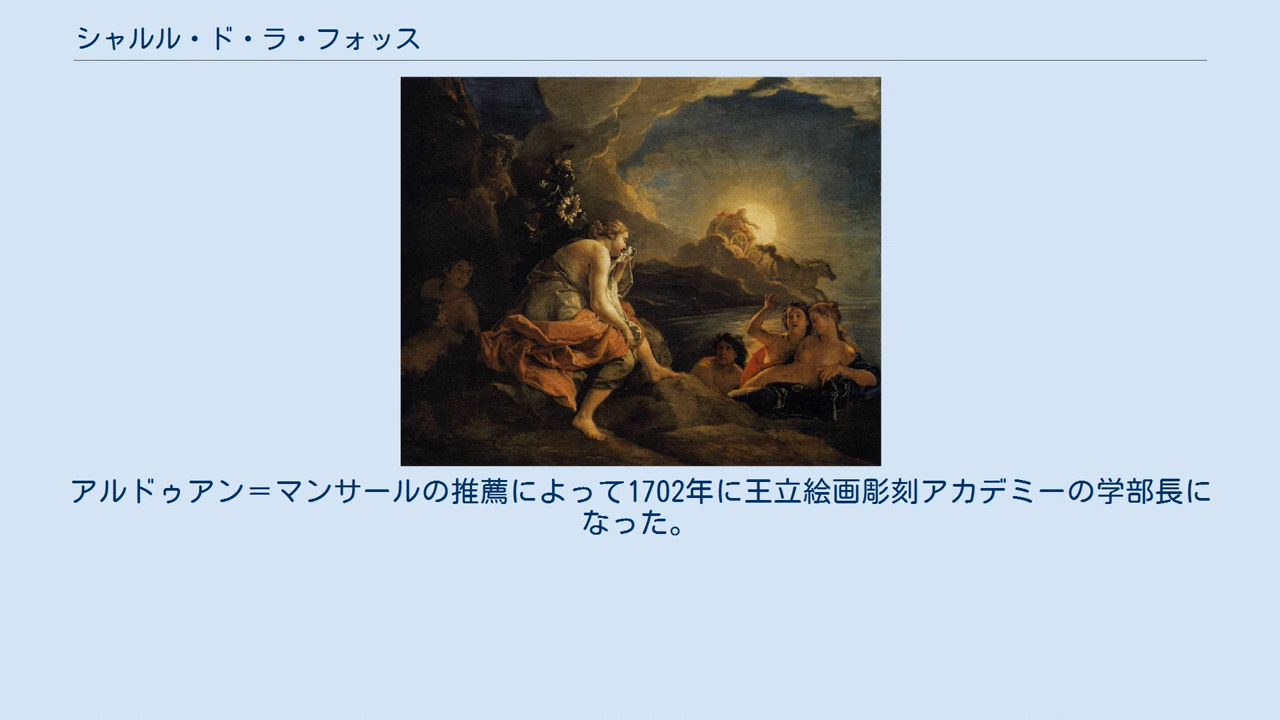 シャルル・ド・ラ・フォッス
アルドゥアン＝マンサールの推薦によって1702年に王立絵画彫刻アカデミーの学部長に
なった。